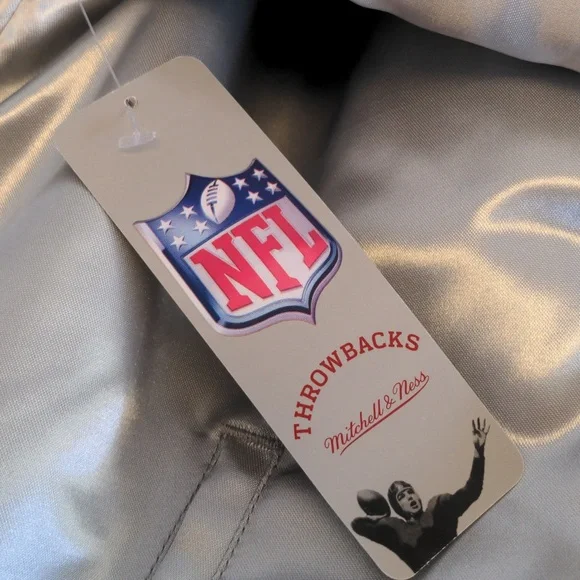 NFL
THROWBACKS
Mitchell & Ness